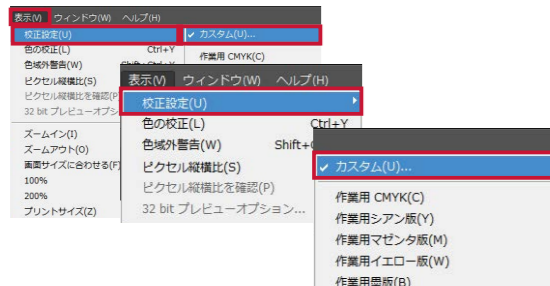 表示(V) ウィンドウ(W) ヘルプ(H)
校正設定(U)
色の校正(L) Ctrl+Y
色域外警告(W)
ピクセル縦横比(S)
ピクセル縦横比を確認(P
32 bit プレビューオプシ
ズームイン(I)
ズームアウト(O)
画面サイズに合わせる(F)
100%
200%
プリントサイズ(Z)
✓ カスタム(U)...
作業用 CMYK(C)
表示(V) ウィンドウ(W) ヘルプ(H)
校正設定(U)
色の校正(L) Ctrl+Y
色域外警告(W) Shift+
ピクセル縦横比(S)
ピクセル縦横比を確認(P)
32 bit プレビューオプション...
✓ カスタム(U)...
作業用 CMYK(C)
作業用シアン版(Y)
作業用マゼンタ版(M)
作業用イエロー版(W)
作業用墨版(B)